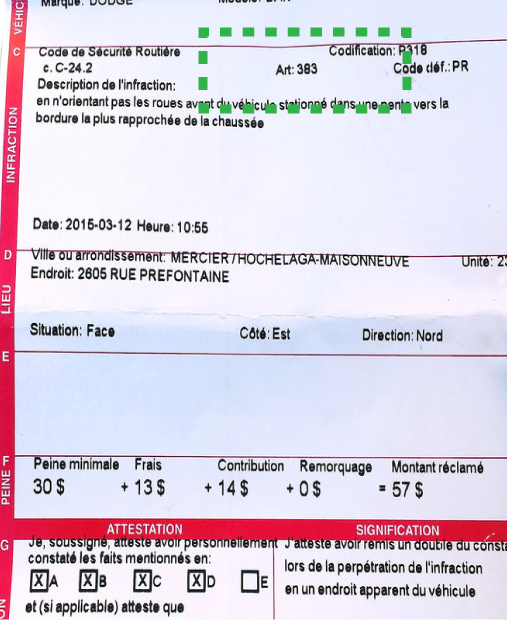 Marque: DODGE
VÉHIC
C
Code de Sécurité Routière Codification: P318
c. C-24.2 Art: 383 Code déf.: PR
Description de l'infraction:
en n'orientant pas les roues avant du véhicule stationné dans une pente vers la
bordure la plus rapprochée de la chaussée
INFRACTION
Date: 2015-03-12 Heure: 10:55
D
Ville ou arrondissement: MERCIER/HOCHELAGA-MAISONNEUVE Unité: 2
Endroit: 2605 RUE PREFONTAINE
LIEU
Situation: Face Côté: Est Direction: Nord
E
F
PEINE
Peine minimale Frais Contribution Remorquage Montant réclamé
30 $ + 13 $ + 14 $ + 0 $ = 57 $
ATTESTATION SIGNIFICATION
G
Je, soussigné, atteste avoir personnellement J'atteste avoir remis un double du const
constaté les faits mentionnés en: lors de la perpétration de l'infraction
X A X B X C X D E en un endroit apparent du véhicule
et (si applicable) atteste que
ON